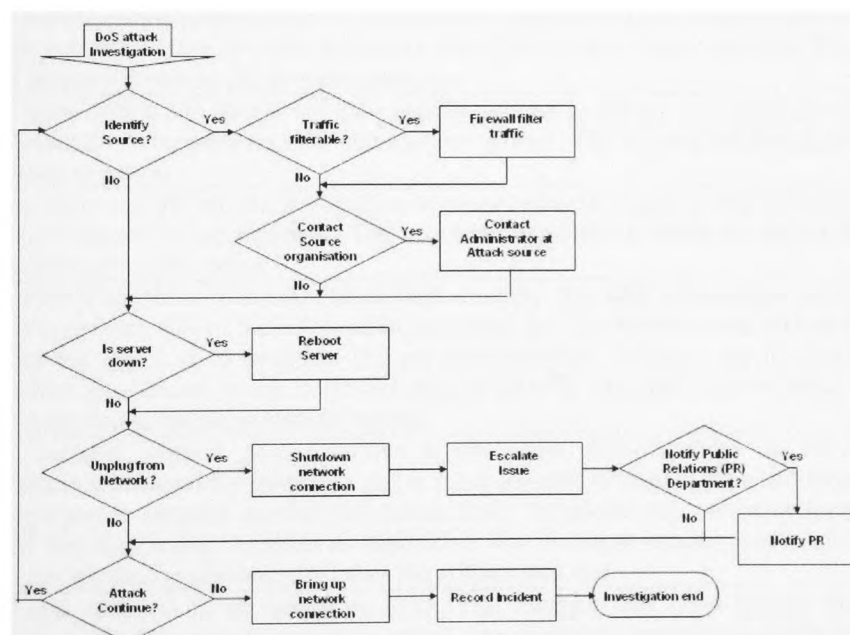 DoS attack
Investigation
Identify
Source?
Yes
Traffic
filterable?
Yes
Firewall filter
traffic
No
No
Contact
Source
organisation
Yes
Contact
Administrator at
Attack source
No
Is server
down?
Yes
Reboot
Server
No
Unplug from
Network?
Yes
Shutdown
network
connection
Escalate
Issue
Notify Public
Relations (PR)
Department?
Yes
No
No
Notify PR
Yes
Attack
Continue?
No
Bring up
network
connection
Record Incident
Investigation end